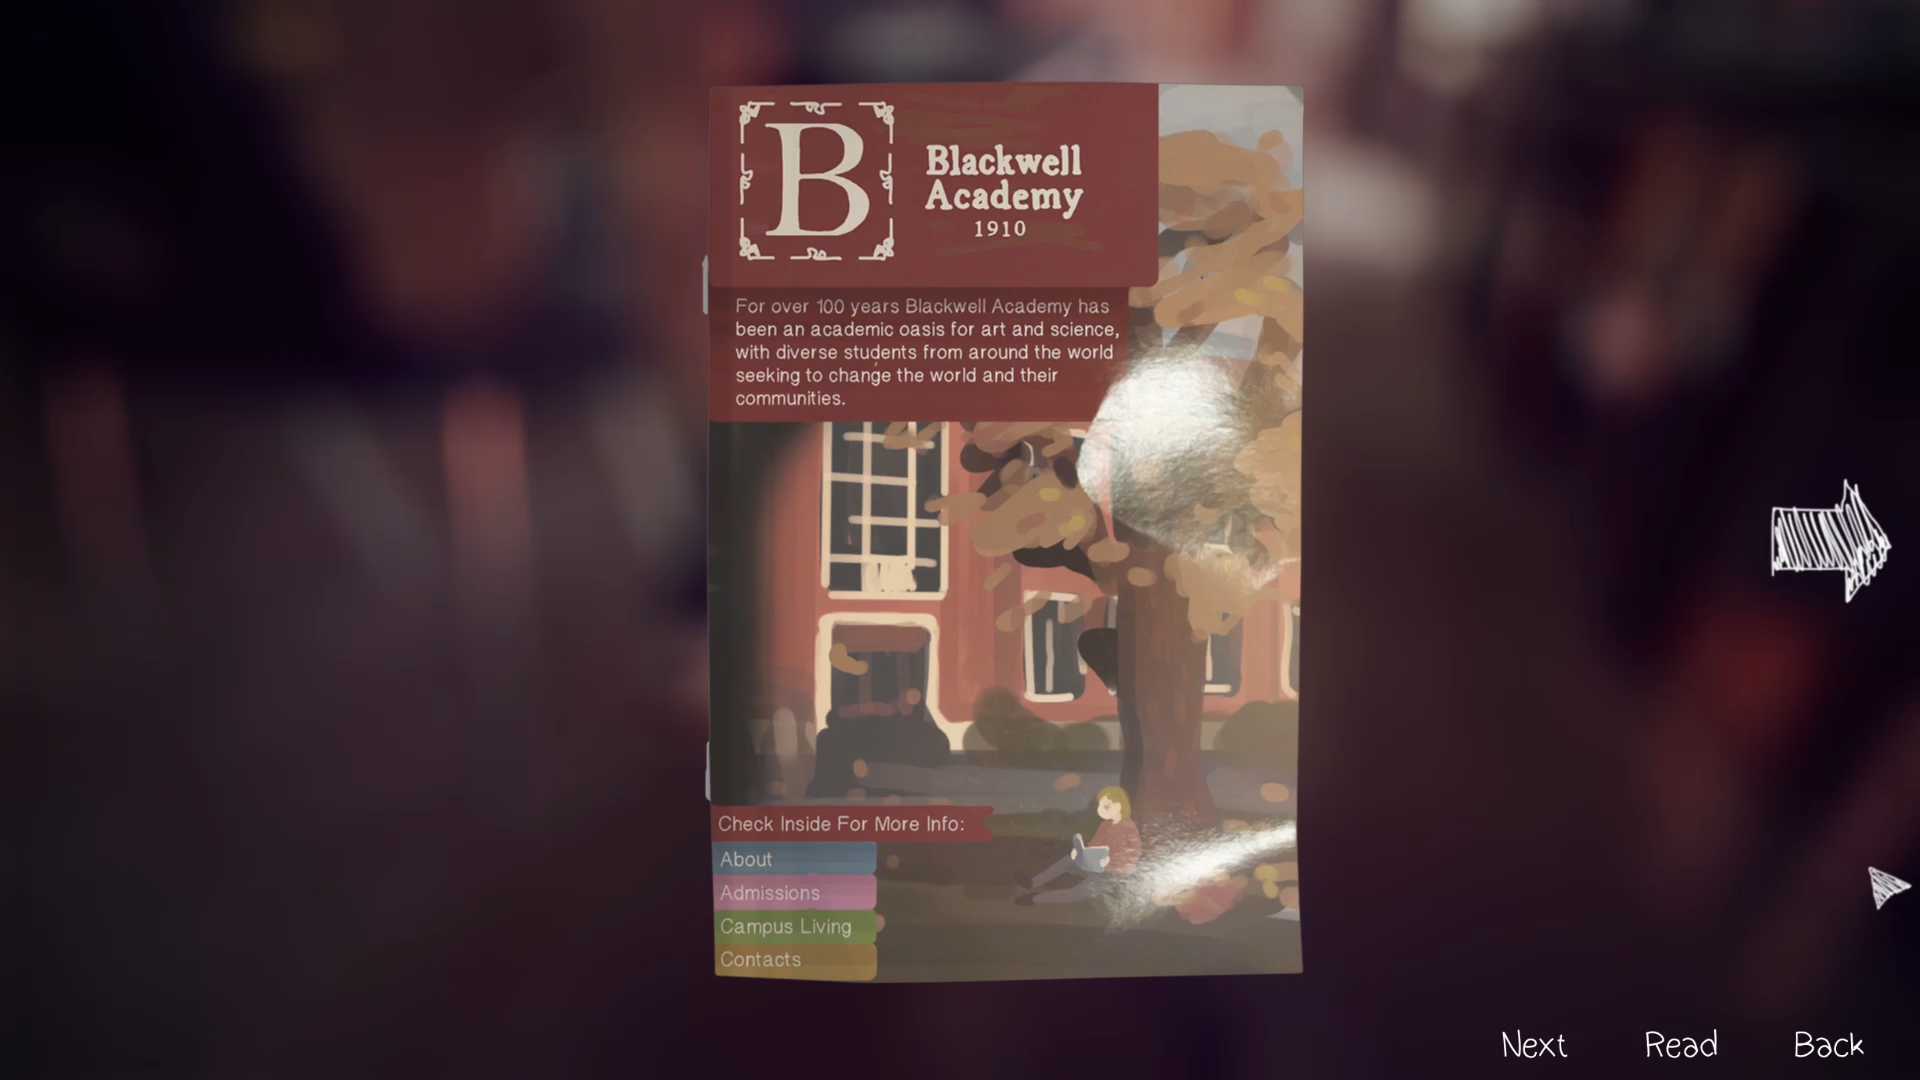 B
Blackwell
Academy
1910
For over 100 years Blackwell Academy has
been an academic oasis for art and science,
with diverse students from around the world
seeking to change the world and their
communities.
Check Inside For More Info:
About
Admissions
Campus Living
Contacts
Next Read Back